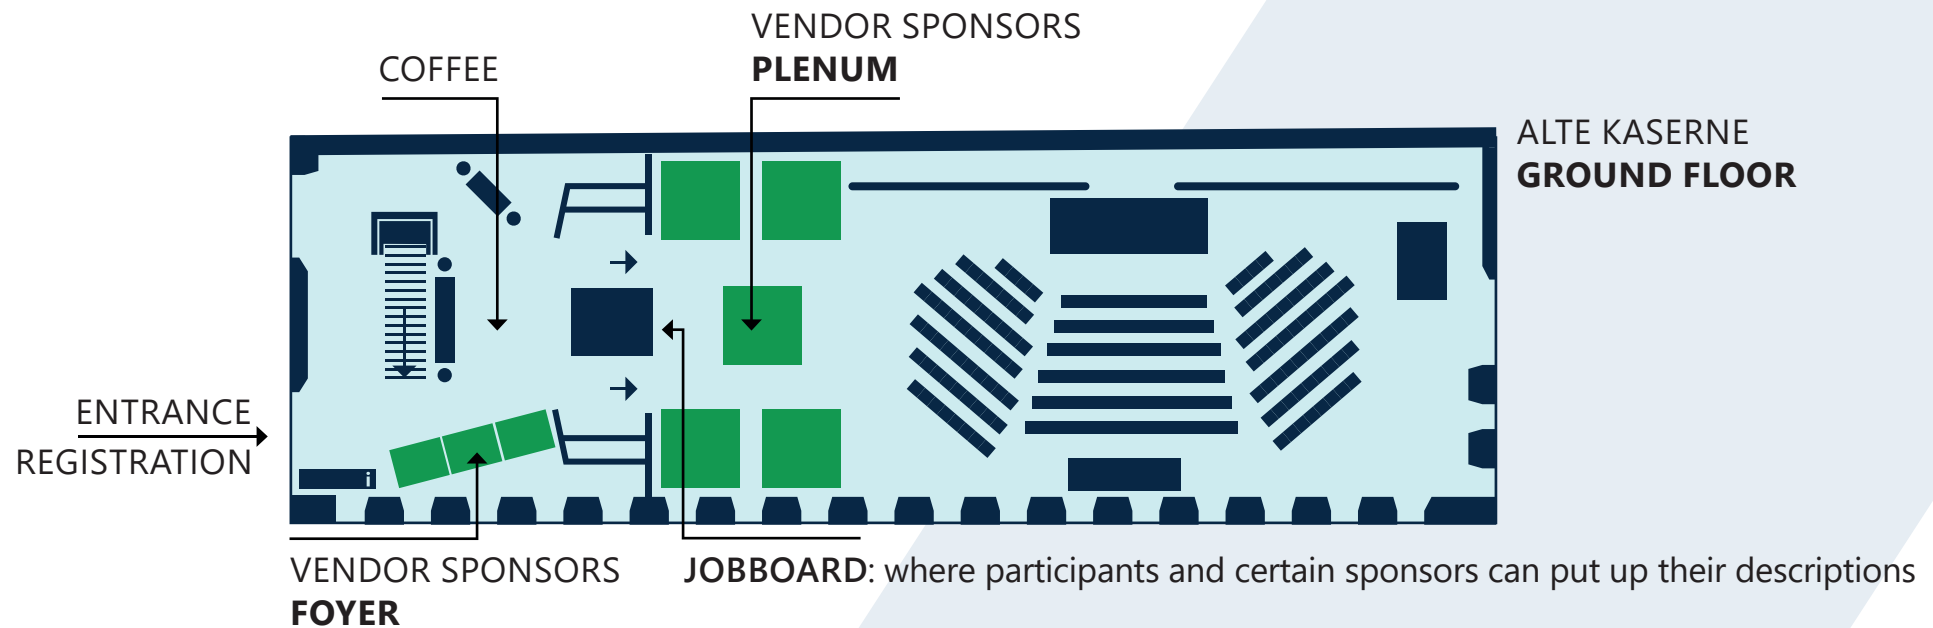 VENDOR SPONSORS
PLENUM
COFFEE
ALTE KASERNE
GROUND FLOOR
ENTRANCE
REGISTRATION
i
VENDOR SPONSORS
FOYER
JOBBOARD: where participants and certain sponsors can put up their descriptions